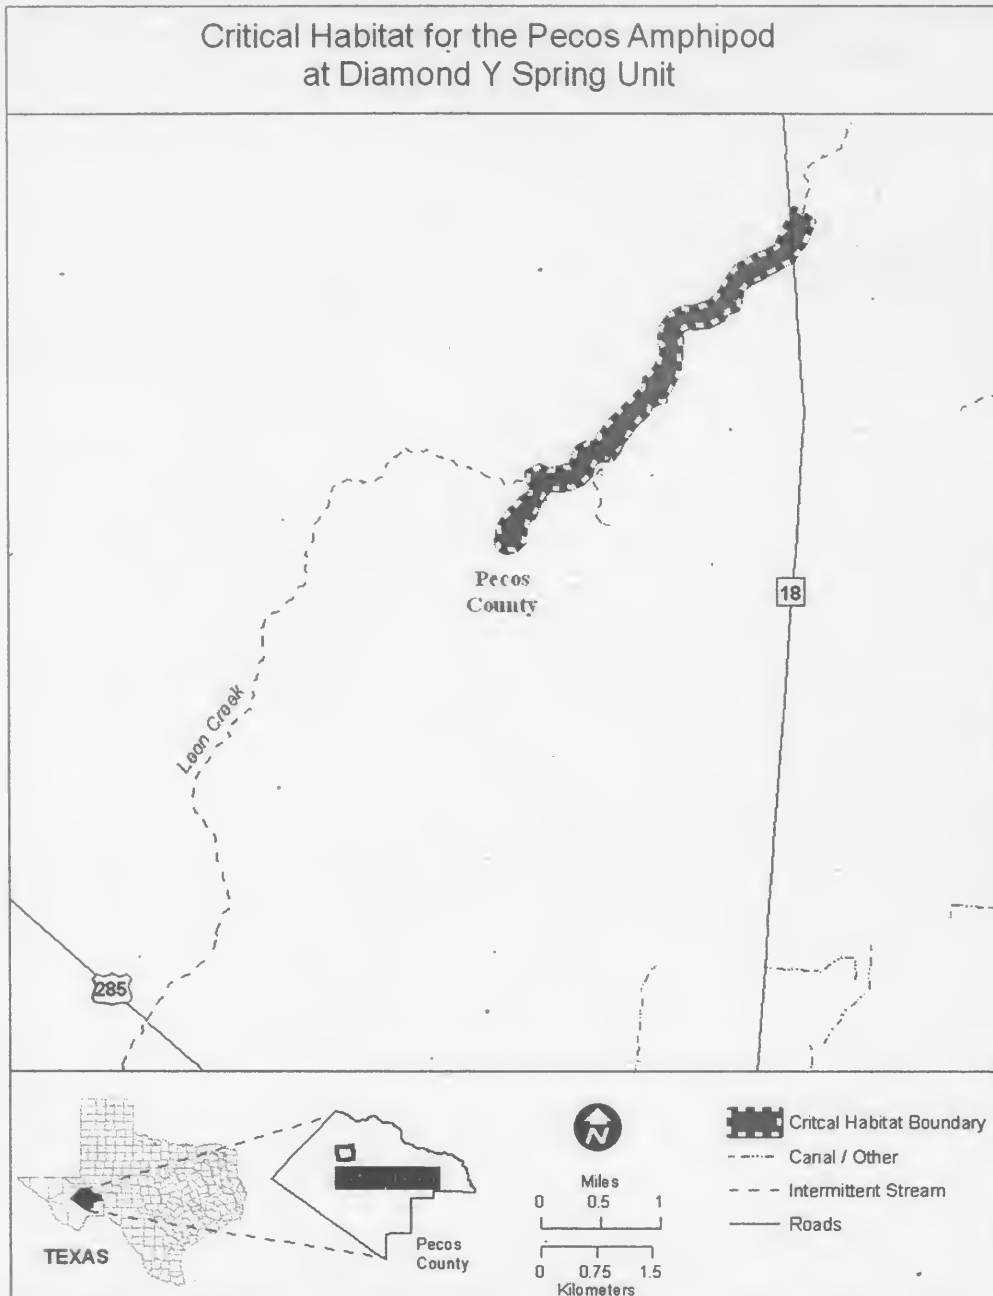 Critical Habitat for the Pecos Amphipod
at Diamond Y Spring Unit
Pecos
County
18
Leon Creek
285
TEXAS
Pecos
County
N
Miles
0 0.5 1
0 0.75 1.5
Kilometers
Critcal Habitat Boundary
Canal / Other
Intermittent Stream
Roads